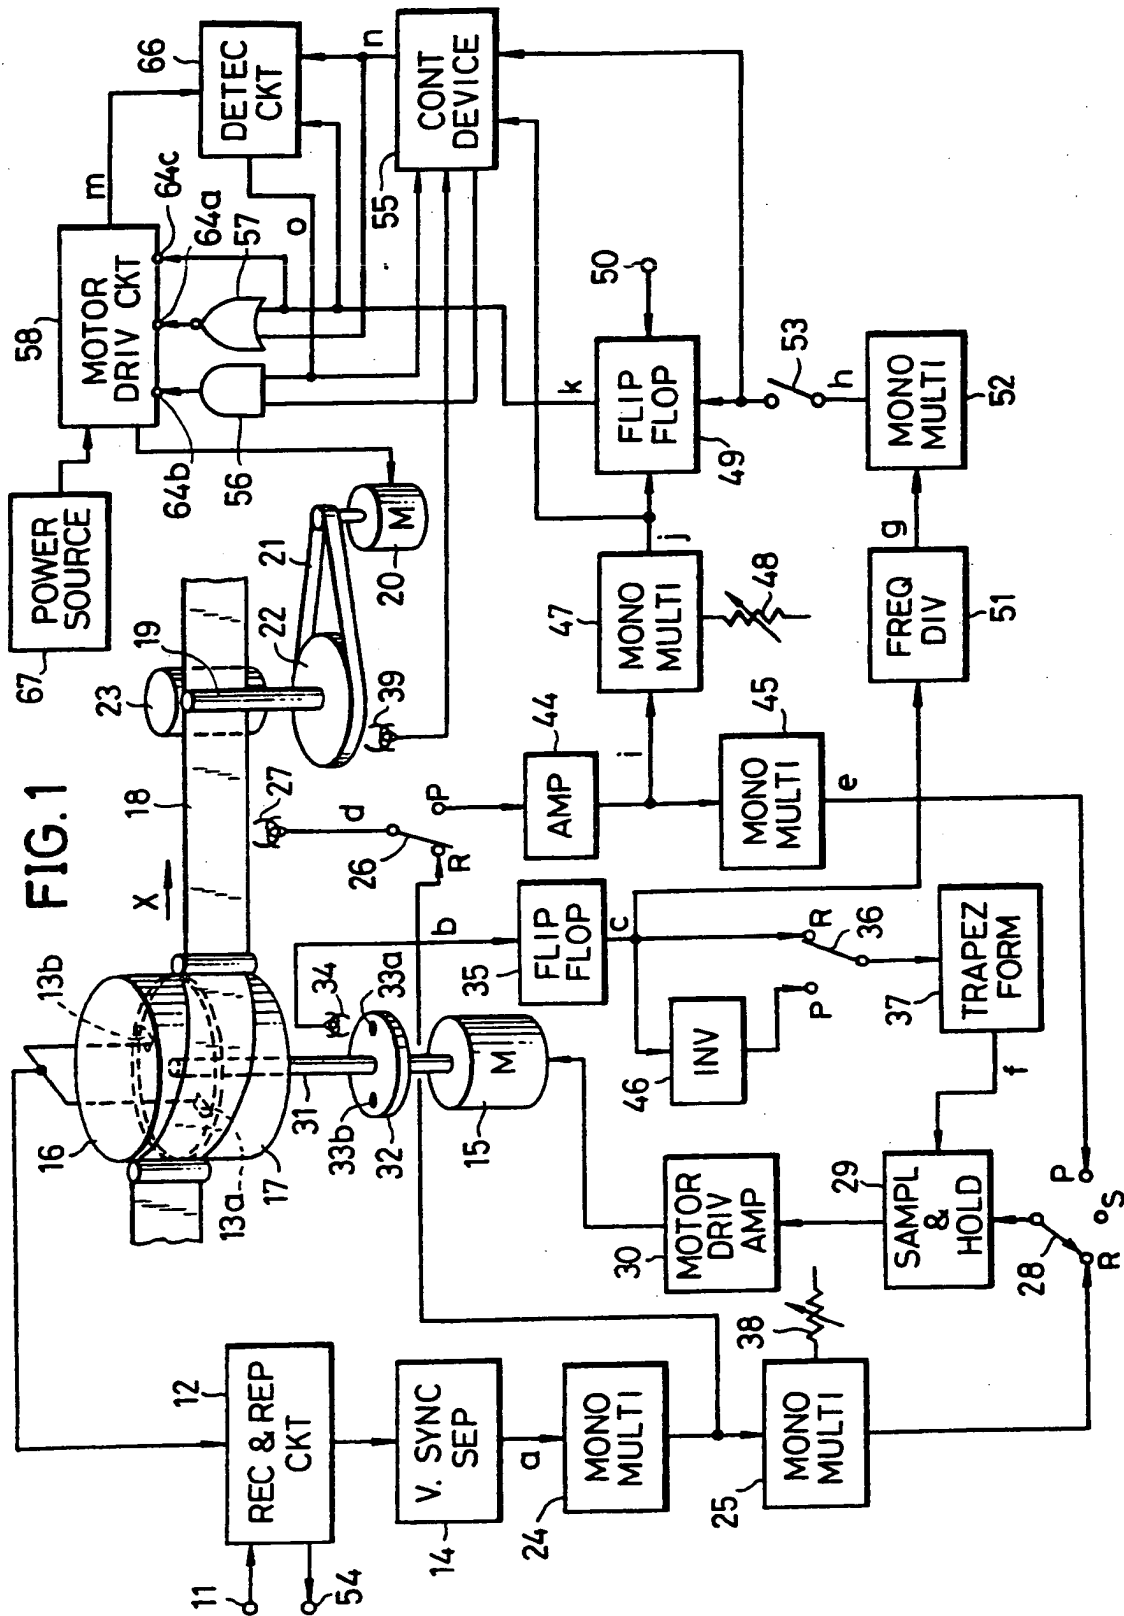 FIG. 1
11
54
12
REC & REP
CKT
14
V. SYNC
SEP
a
24
MONO
MULTI
25
MONO
MULTI
38
16
13b
13a
17
31
33b
33a
34
32
15
M
b
35
FLIP
FLOP
c
46
INV
P
R
36
37
TRAPEZ
FORM
f
29
SAMPL
&
HOLD
30
MOTOR
DRIV
AMP
28
R
S
P
X
18
27
d
26
R
P
23
19
22
21
20
M
39
44
AMP
i
45
MONO
MULTI
e
47
MONO
MULTI
48
j
49
FLIP
FLOP
50
k
53
h
51
FREQ
DIV
g
52
MONO
MULTI
67
POWER
SOURCE
58
MOTOR
DRIV CKT
64b
64a
64c
56
57
m
66
DETEC
CKT
o
n
55
CONT
DEVICE